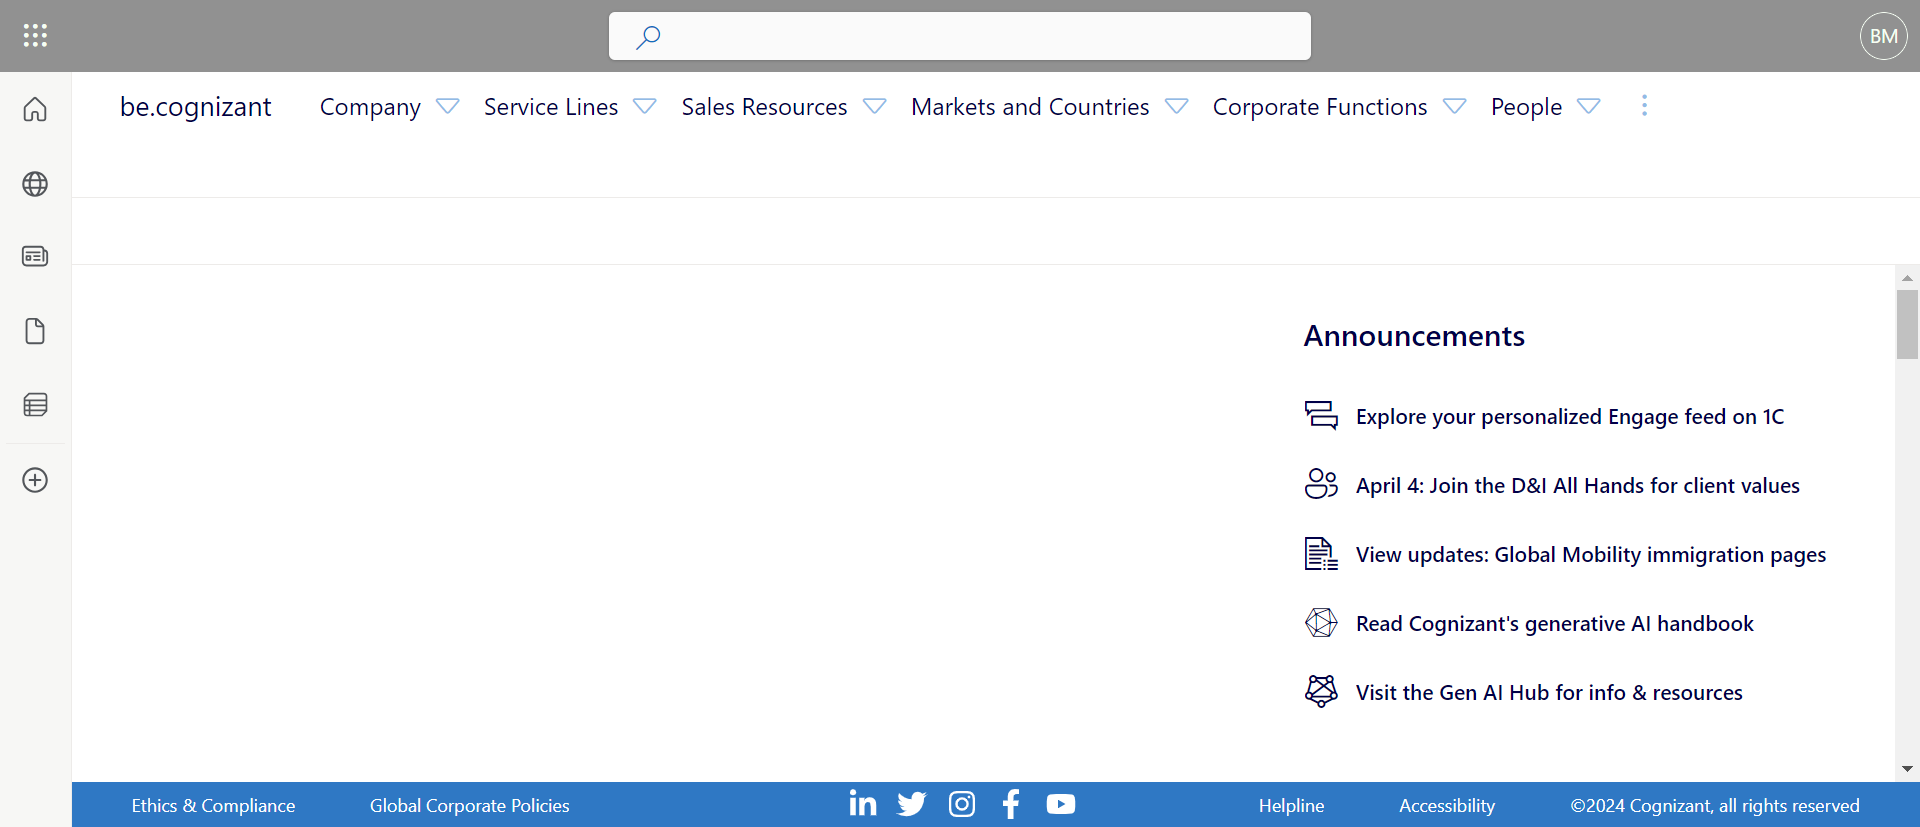 BM
be.cognizant Company Service Lines Sales Resources Markets and Countries Corporate Functions People
Announcements
Explore your personalized Engage feed on 1C
April 4: Join the D&I All Hands for client values
View updates: Global Mobility immigration pages
Read Cognizant's generative AI handbook
Visit the Gen AI Hub for info & resources
Ethics & Compliance Global Corporate Policies Helpline Accessibility ©2024 Cognizant, all rights reserved